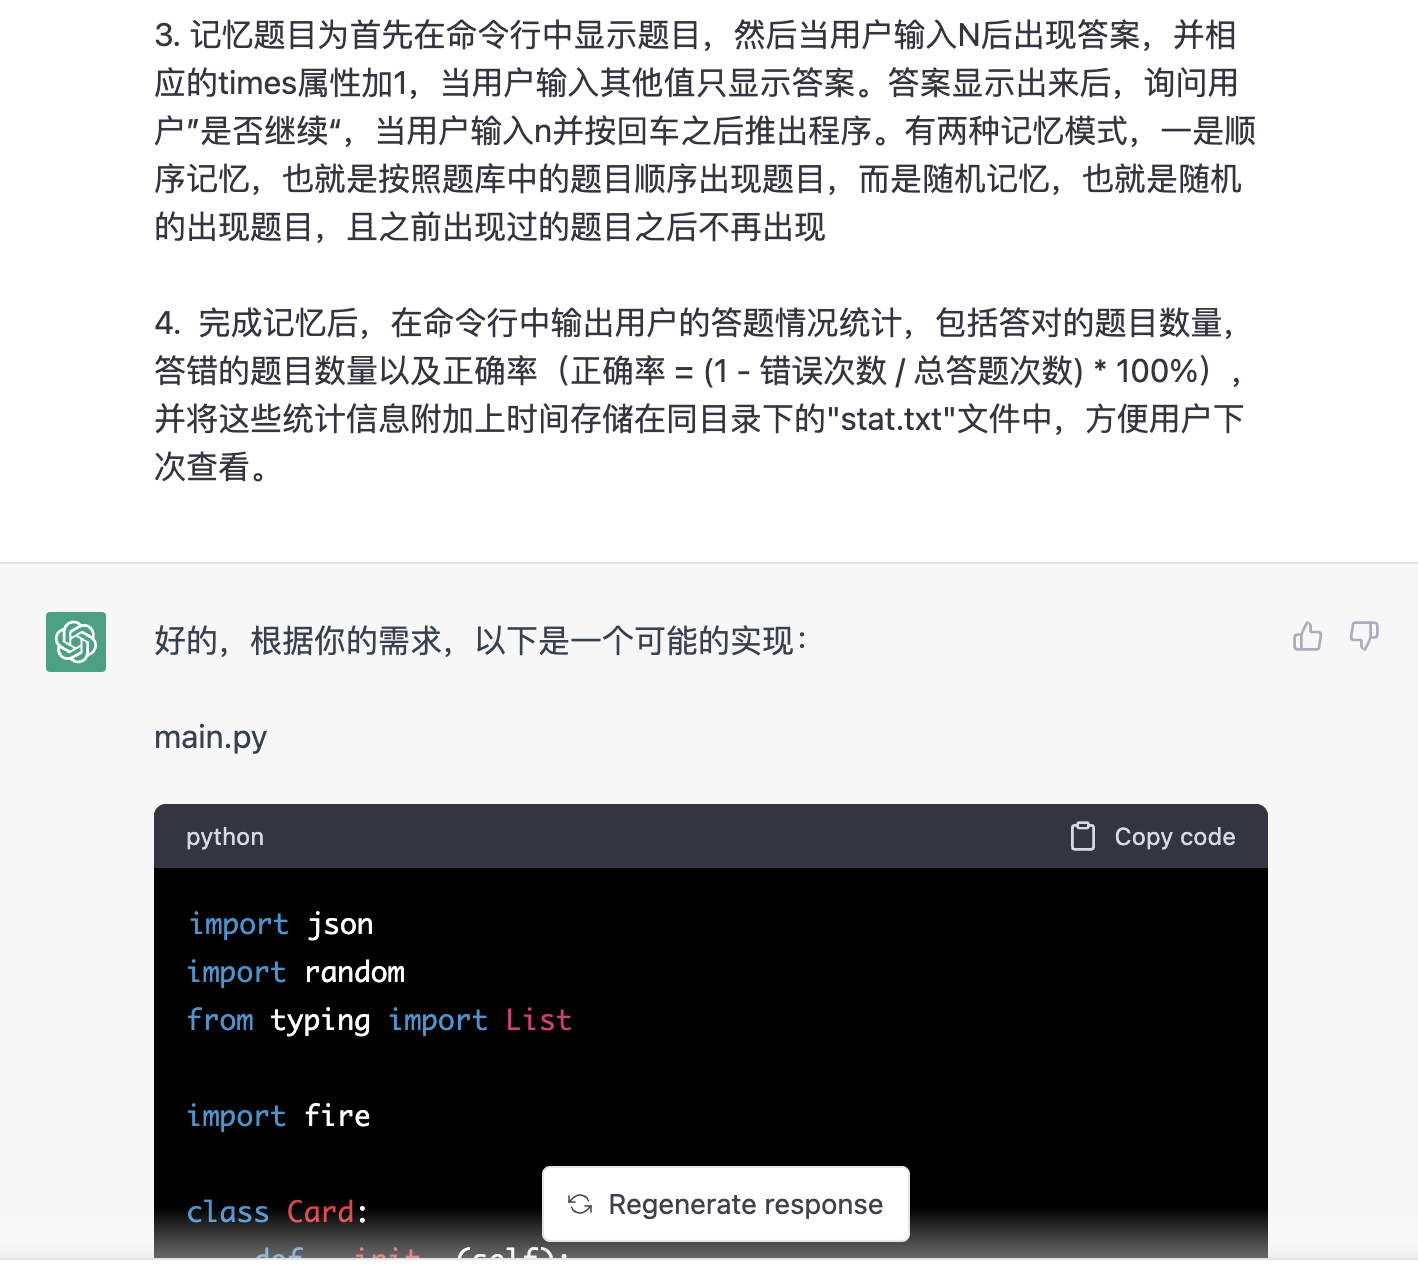 3. 记忆题目为首先在命令行中显示题目，然后当用户输入N后出现答案，并相
应的times属性加1，当用户输入其他值只显示答案。答案显示出来后，询问用
户”是否继续“，当用户输入n并按回车之后推出程序。有两种记忆模式，一是顺
序记忆，也就是按照题库中的题目顺序出现题目，而是随机记忆，也就是随机
的出现题目，且之前出现过的题目之后不再出现
4. 完成记忆后，在命令行中输出用户的答题情况统计，包括答对的题目数量，
答错的题目数量以及正确率（正确率 = (1 - 错误次数 / 总答题次数) * 100%），
并将这些统计信息附加上时间存储在同目录下的"stat.txt"文件中，方便用户下
次查看。
好的，根据你的需求，以下是一个可能的实现：
main.py
python
Copy code
import json
import random
from typing import List
import fire
class Card:
Regenerate response
def __init__(self):